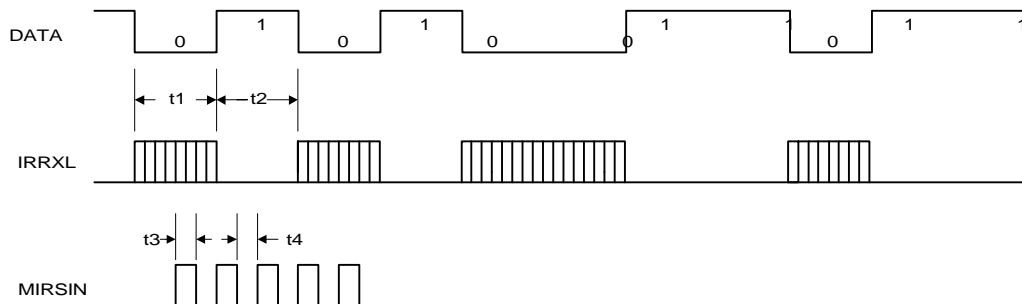 1 1 1 1 1 1
DATA
0 0 0 0 0
t1 t2
IRRXL
t3 t4
MIRSIN